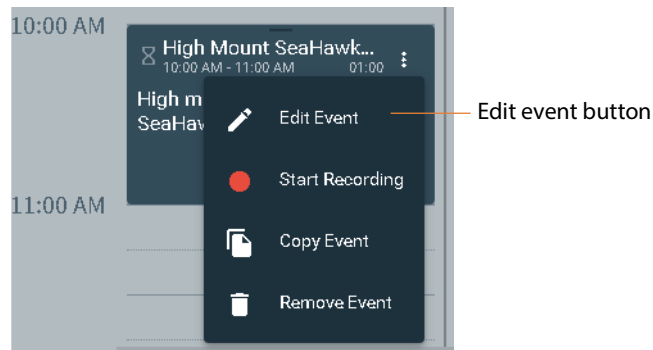 10:00 AM
High Mount SeaHawk...
10:00 AM - 11:00 AM 01:00
High m
SeaHav
Edit Event
Edit event button
Start Recording
11:00 AM
Copy Event
Remove Event